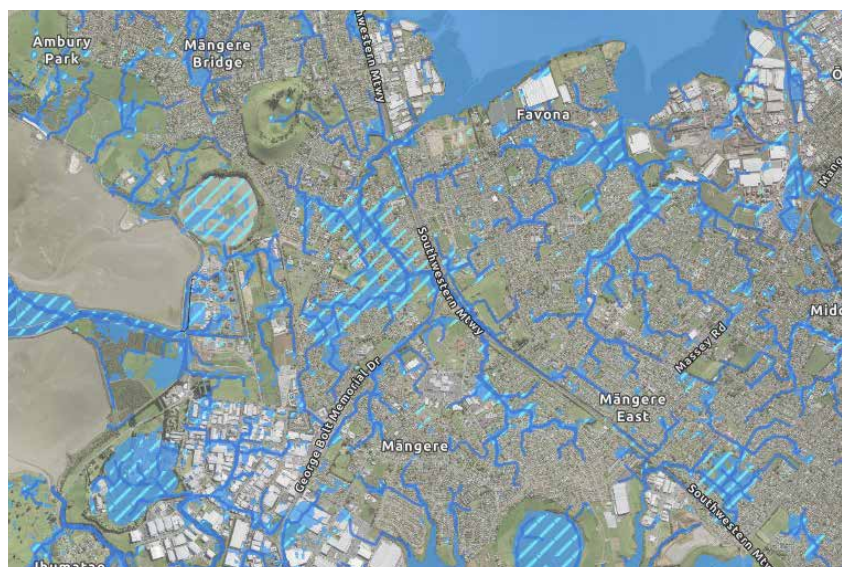 Ambury
Park
Māngere
Bridge
Southwestern Mtwy
Favona
Southwestern Mtwy
Massey Rd
George Bolt Memorial Dr
Māngere
East
Māngere
Southwestern Mtwy